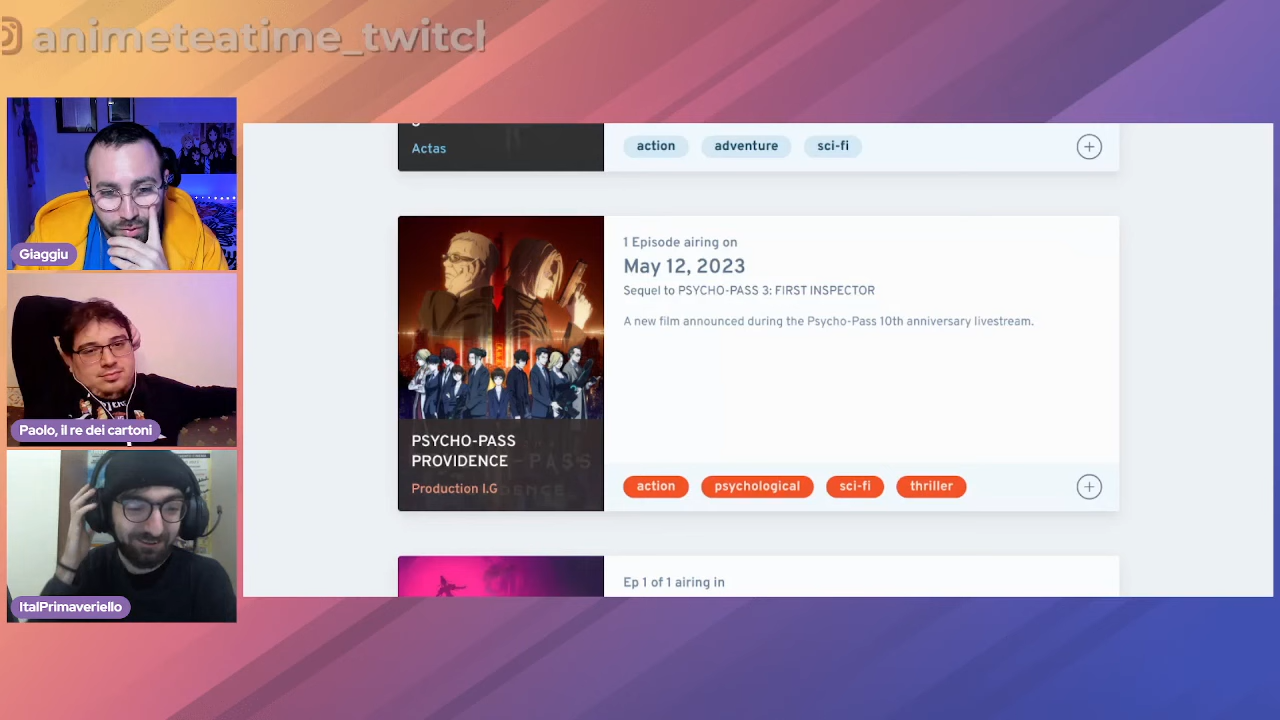 animeteatime_twitch
Giaggiu
Paolo, il re dei cartoni
ItalPrimaveriello
Actas
action
adventure
sci-fi
1 Episode airing on
May 12, 2023
Sequel to PSYCHO-PASS 3: FIRST INSPECTOR
A new film announced during the Psycho-Pass 10th anniversary livestream.
PSYCHO-PASS
PROVIDENCE
Production I.G
action
psychological
sci-fi
thriller
Ep 1 of 1 airing in